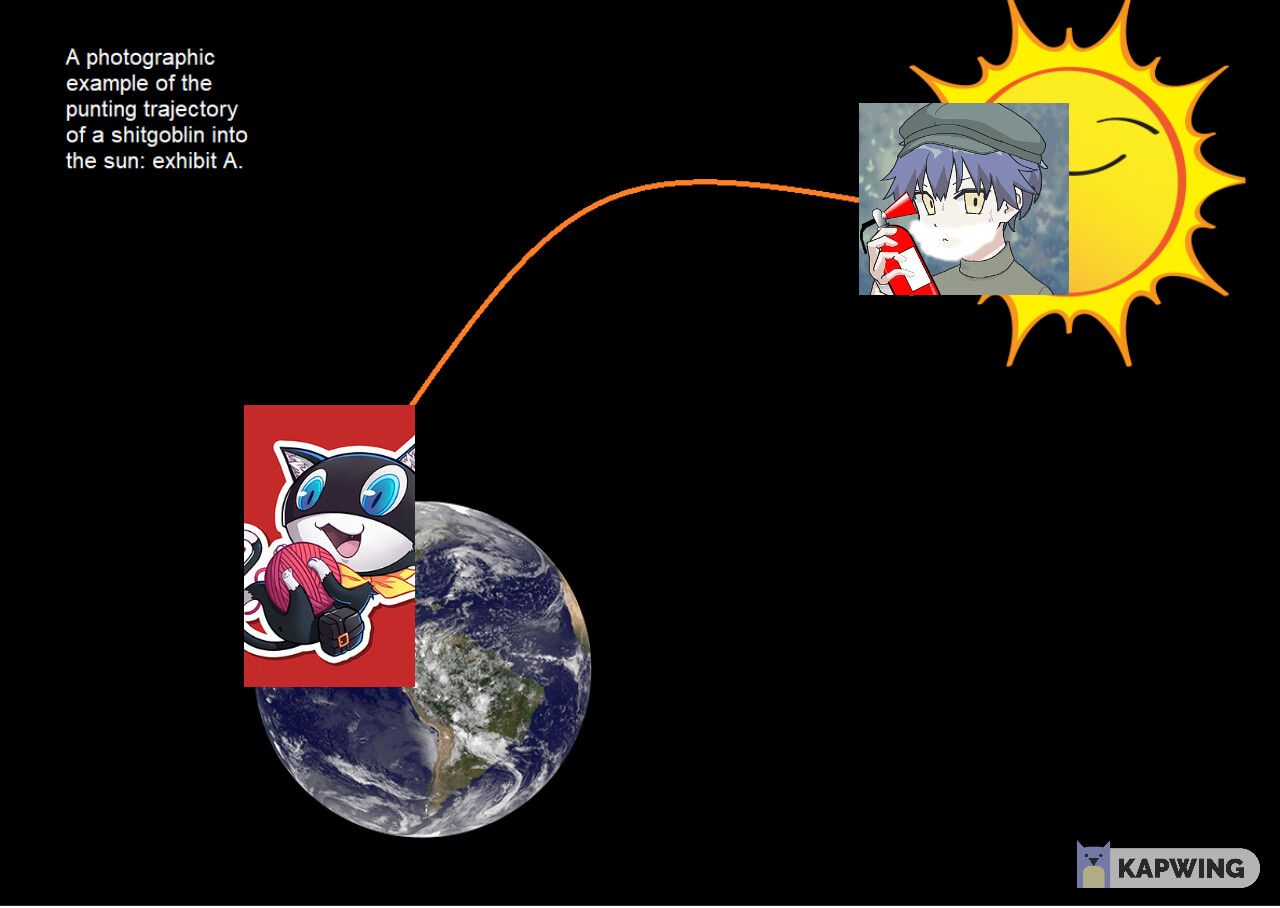 A photographic
example of the
punting trajectory
of a shitgoblin into
the sun: exhibit A.
KAPWING